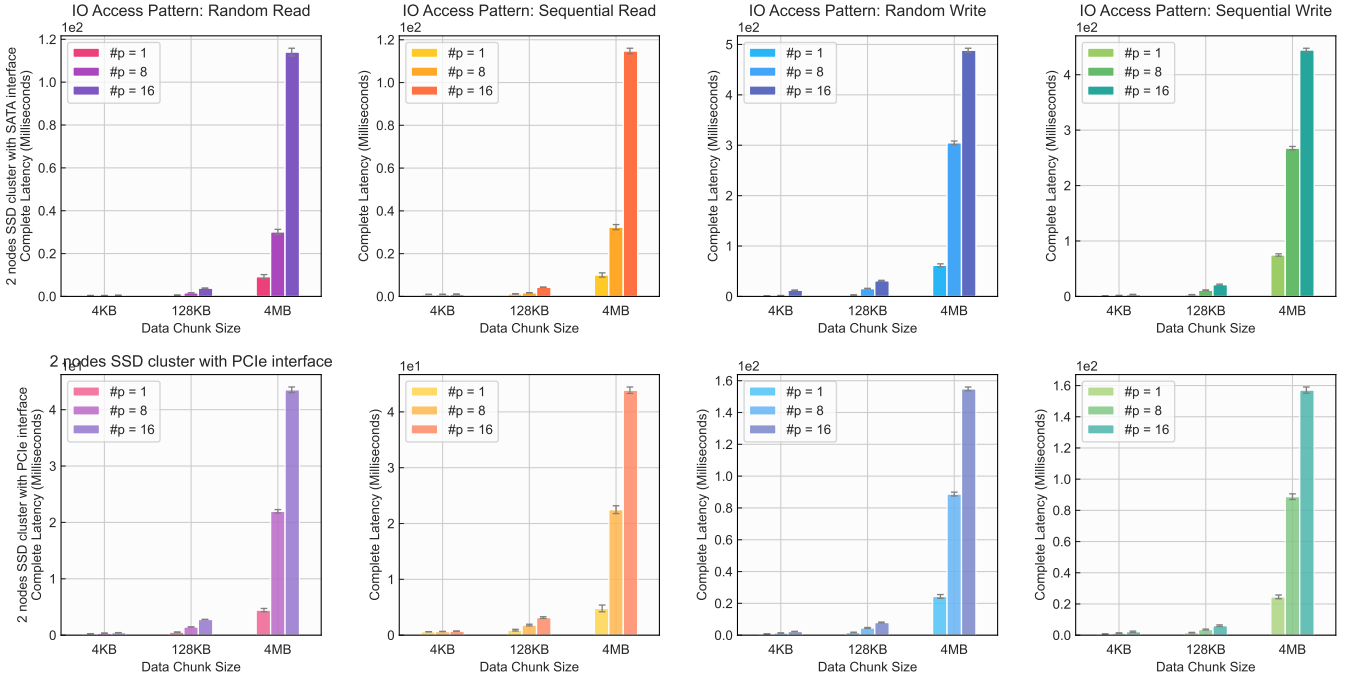 IO Access Pattern: Random Read
1e2
1.2
1.0
0.8
0.6
0.4
0.2
0.0
2 nodes SSD cluster with SATA interface
Complete Latency (Milliseconds)
#p = 1
#p = 8
#p = 16
4KB
128KB
4MB
Data Chunk Size
IO Access Pattern: Sequential Read
1e2
1.2
1.0
0.8
0.6
0.4
0.2
0.0
Complete Latency (Milliseconds)
#p = 1
#p = 8
#p = 16
4KB
128KB
4MB
Data Chunk Size
IO Access Pattern: Random Write
1e2
5
4
3
2
1
0
Complete Latency (Milliseconds)
#p = 1
#p = 8
#p = 16
4KB
128KB
4MB
Data Chunk Size
IO Access Pattern: Sequential Write
1e2
4
3
2
1
0
Complete Latency (Milliseconds)
#p = 1
#p = 8
#p = 16
4KB
128KB
4MB
Data Chunk Size
2 nodes SSD cluster with PCIe interface
1e1
4
3
2
1
0
2 nodes SSD cluster with PCIe interface
Complete Latency (Milliseconds)
#p = 1
#p = 8
#p = 16
4KB
128KB
4MB
Data Chunk Size
1e1
4
3
2
1
0
Complete Latency (Milliseconds)
#p = 1
#p = 8
#p = 16
4KB
128KB
4MB
Data Chunk Size
1e2
1.6
1.4
1.2
1.0
0.8
0.6
0.4
0.2
0.0
Complete Latency (Milliseconds)
#p = 1
#p = 8
#p = 16
4KB
128KB
4MB
Data Chunk Size
1e2
1.6
1.4
1.2
1.0
0.8
0.6
0.4
0.2
0.0
Complete Latency (Milliseconds)
#p = 1
#p = 8
#p = 16
4KB
128KB
4MB
Data Chunk Size